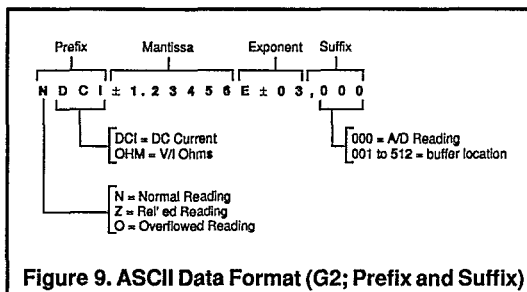 Prefix Mantissa Exponent Suffix
N D C I ± 1 . 2 3 4 5 6 E ± 0 3 , 0 0 0
DCI = DC Current
OHM = V/I Ohms
000 = A/D Reading
001 to 512 = buffer location
N = Normal Reading
Z = Rel' ed Reading
O = Overflowed Reading
Figure 9. ASCII Data Format (G2; Prefix and Suffix)